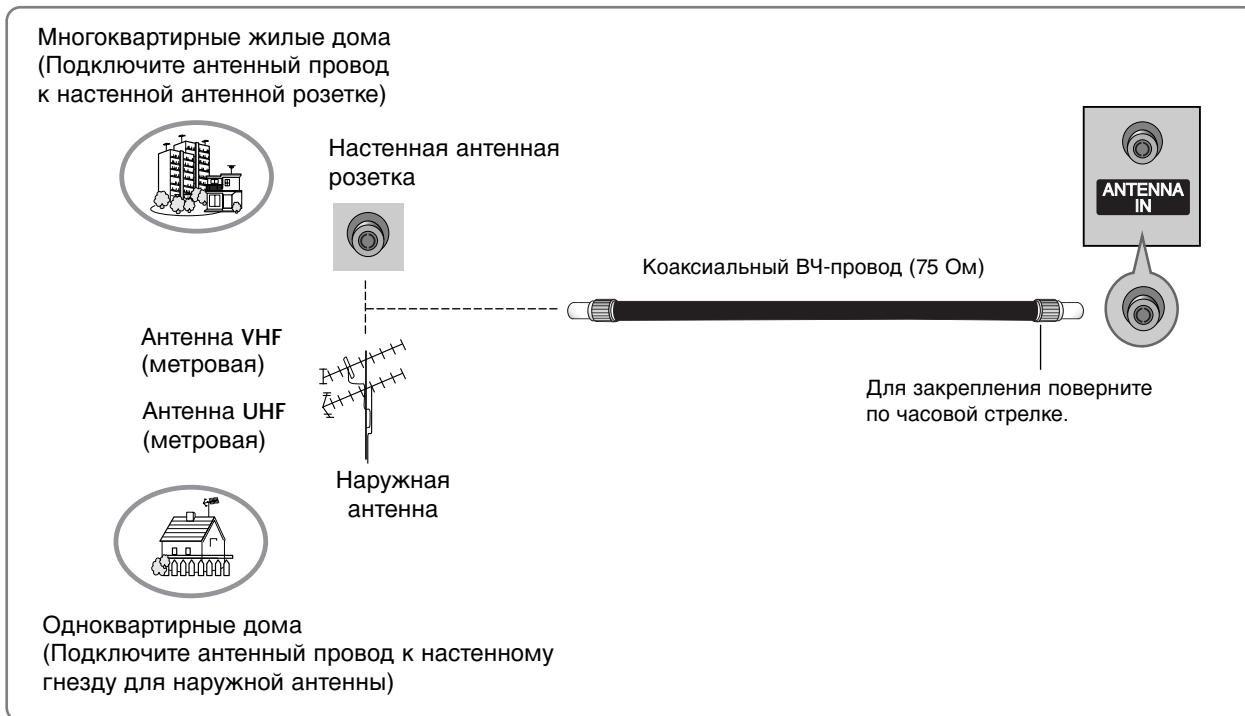 Многоквартирные жилые дома
(Подключите антенный провод
к настенной антенной розетке)
Настенная антенная
розетка
ANTENNA
IN
Коаксиальный ВЧ-провод (75 Ом)
Антенна VHF
(метровая)
Антенна UHF
(метровая)
Для закрепления поверните
по часовой стрелке.
Наружная
антенна
Одноквартирные дома
(Подключите антенный провод к настенному
гнезду для наружной антенны)